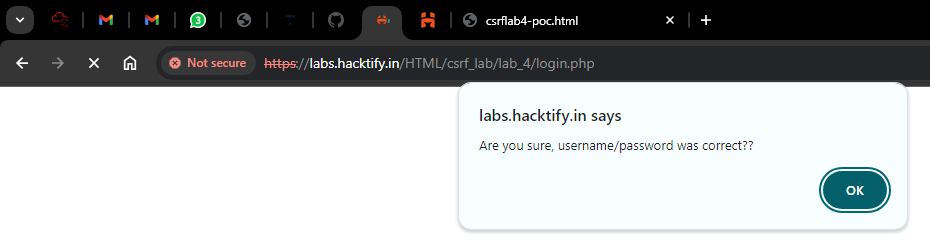 3
csrflab4-poc.html
Not secure https://labs.hacktify.in/HTML/csrf_lab/lab_4/login.php
labs.hacktify.in says
Are you sure, username/password was correct??
OK